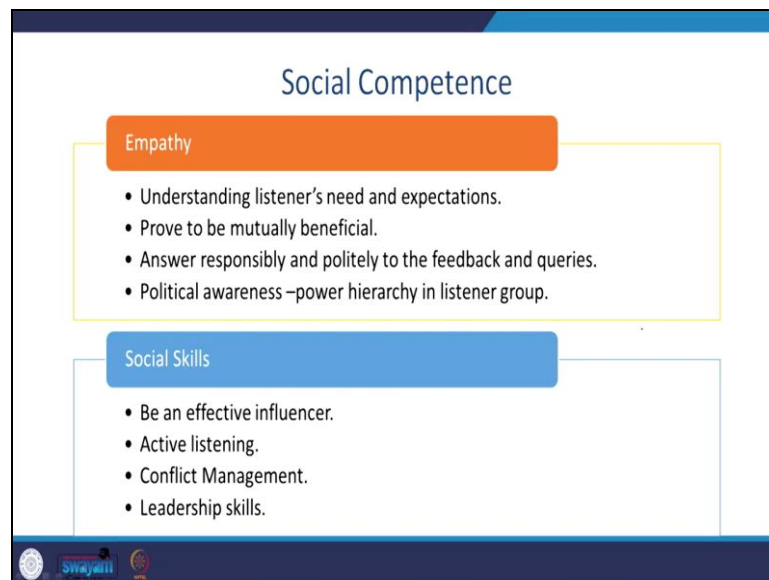 Social Competence
Empathy
• Understanding listener's need and expectations.
• Prove to be mutually beneficial.
• Answer responsibly and politely to the feedback and queries.
• Political awareness –power hierarchy in listener group.
Social Skills
• Be an effective influencer.
• Active listening.
• Conflict Management.
• Leadership skills.
swayam